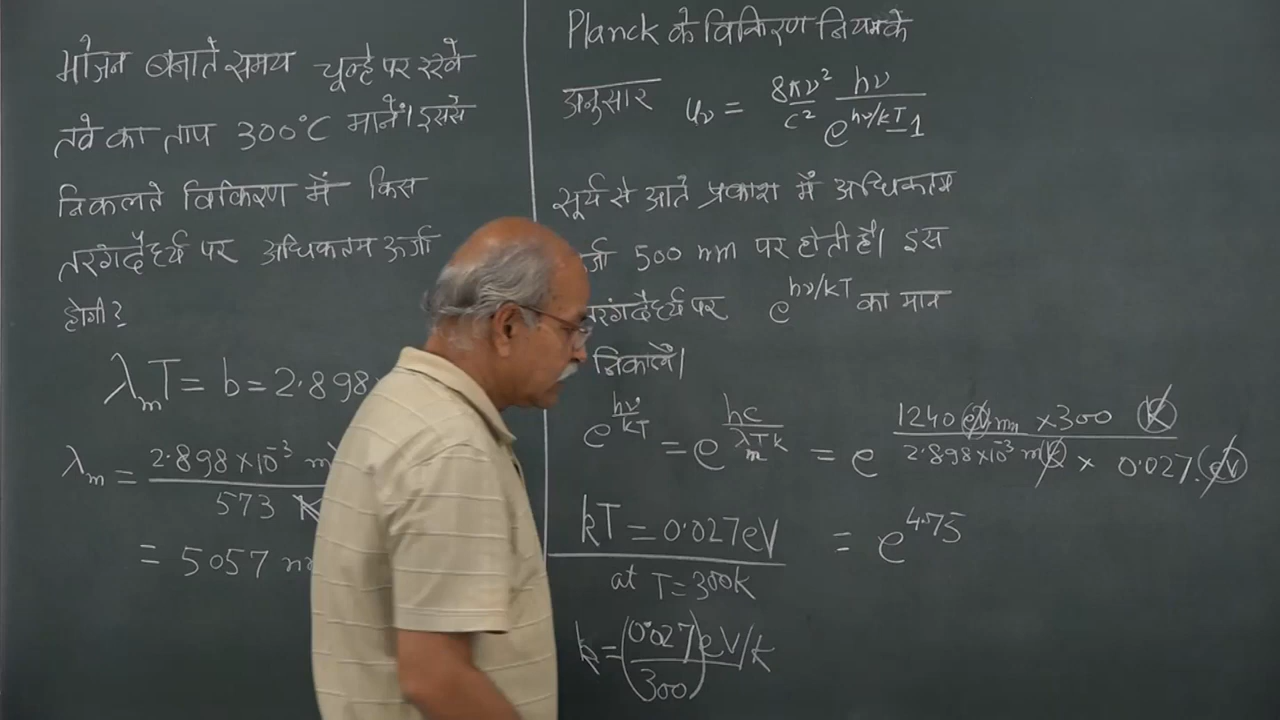 भोजन बनाते समय चूल्हे पर रखे
तवे का ताप 300°C मानें। इससे
निकलते विकिरण में किस
तरंगदैर्ध्य पर अधिकतम ऊर्जा
होगी?
λₘT = b = 2.898
λₘ = 2.898 × 10⁻³ m
573 K
= 5057
Planck के विकिरण नियम के
अनुसार u_ν = 8πν²/c² hν/(e^(hν/kT) - 1)
सूर्य से आते प्रकाश में अधिकतम
र्जा 500 nm पर होती है। इस
तरंगदैर्ध्य पर e^(hν/kT) का मान
निकालें।
e^(hν/kT) = e^(hc/(λₘTk)) = e^((1240 eV nm × 300 K)/(2.898×10⁻³ mK × 0.027 eV))
kT = 0.027eV = e^4.75
at T = 300k
k = (0.027/300) eV/k